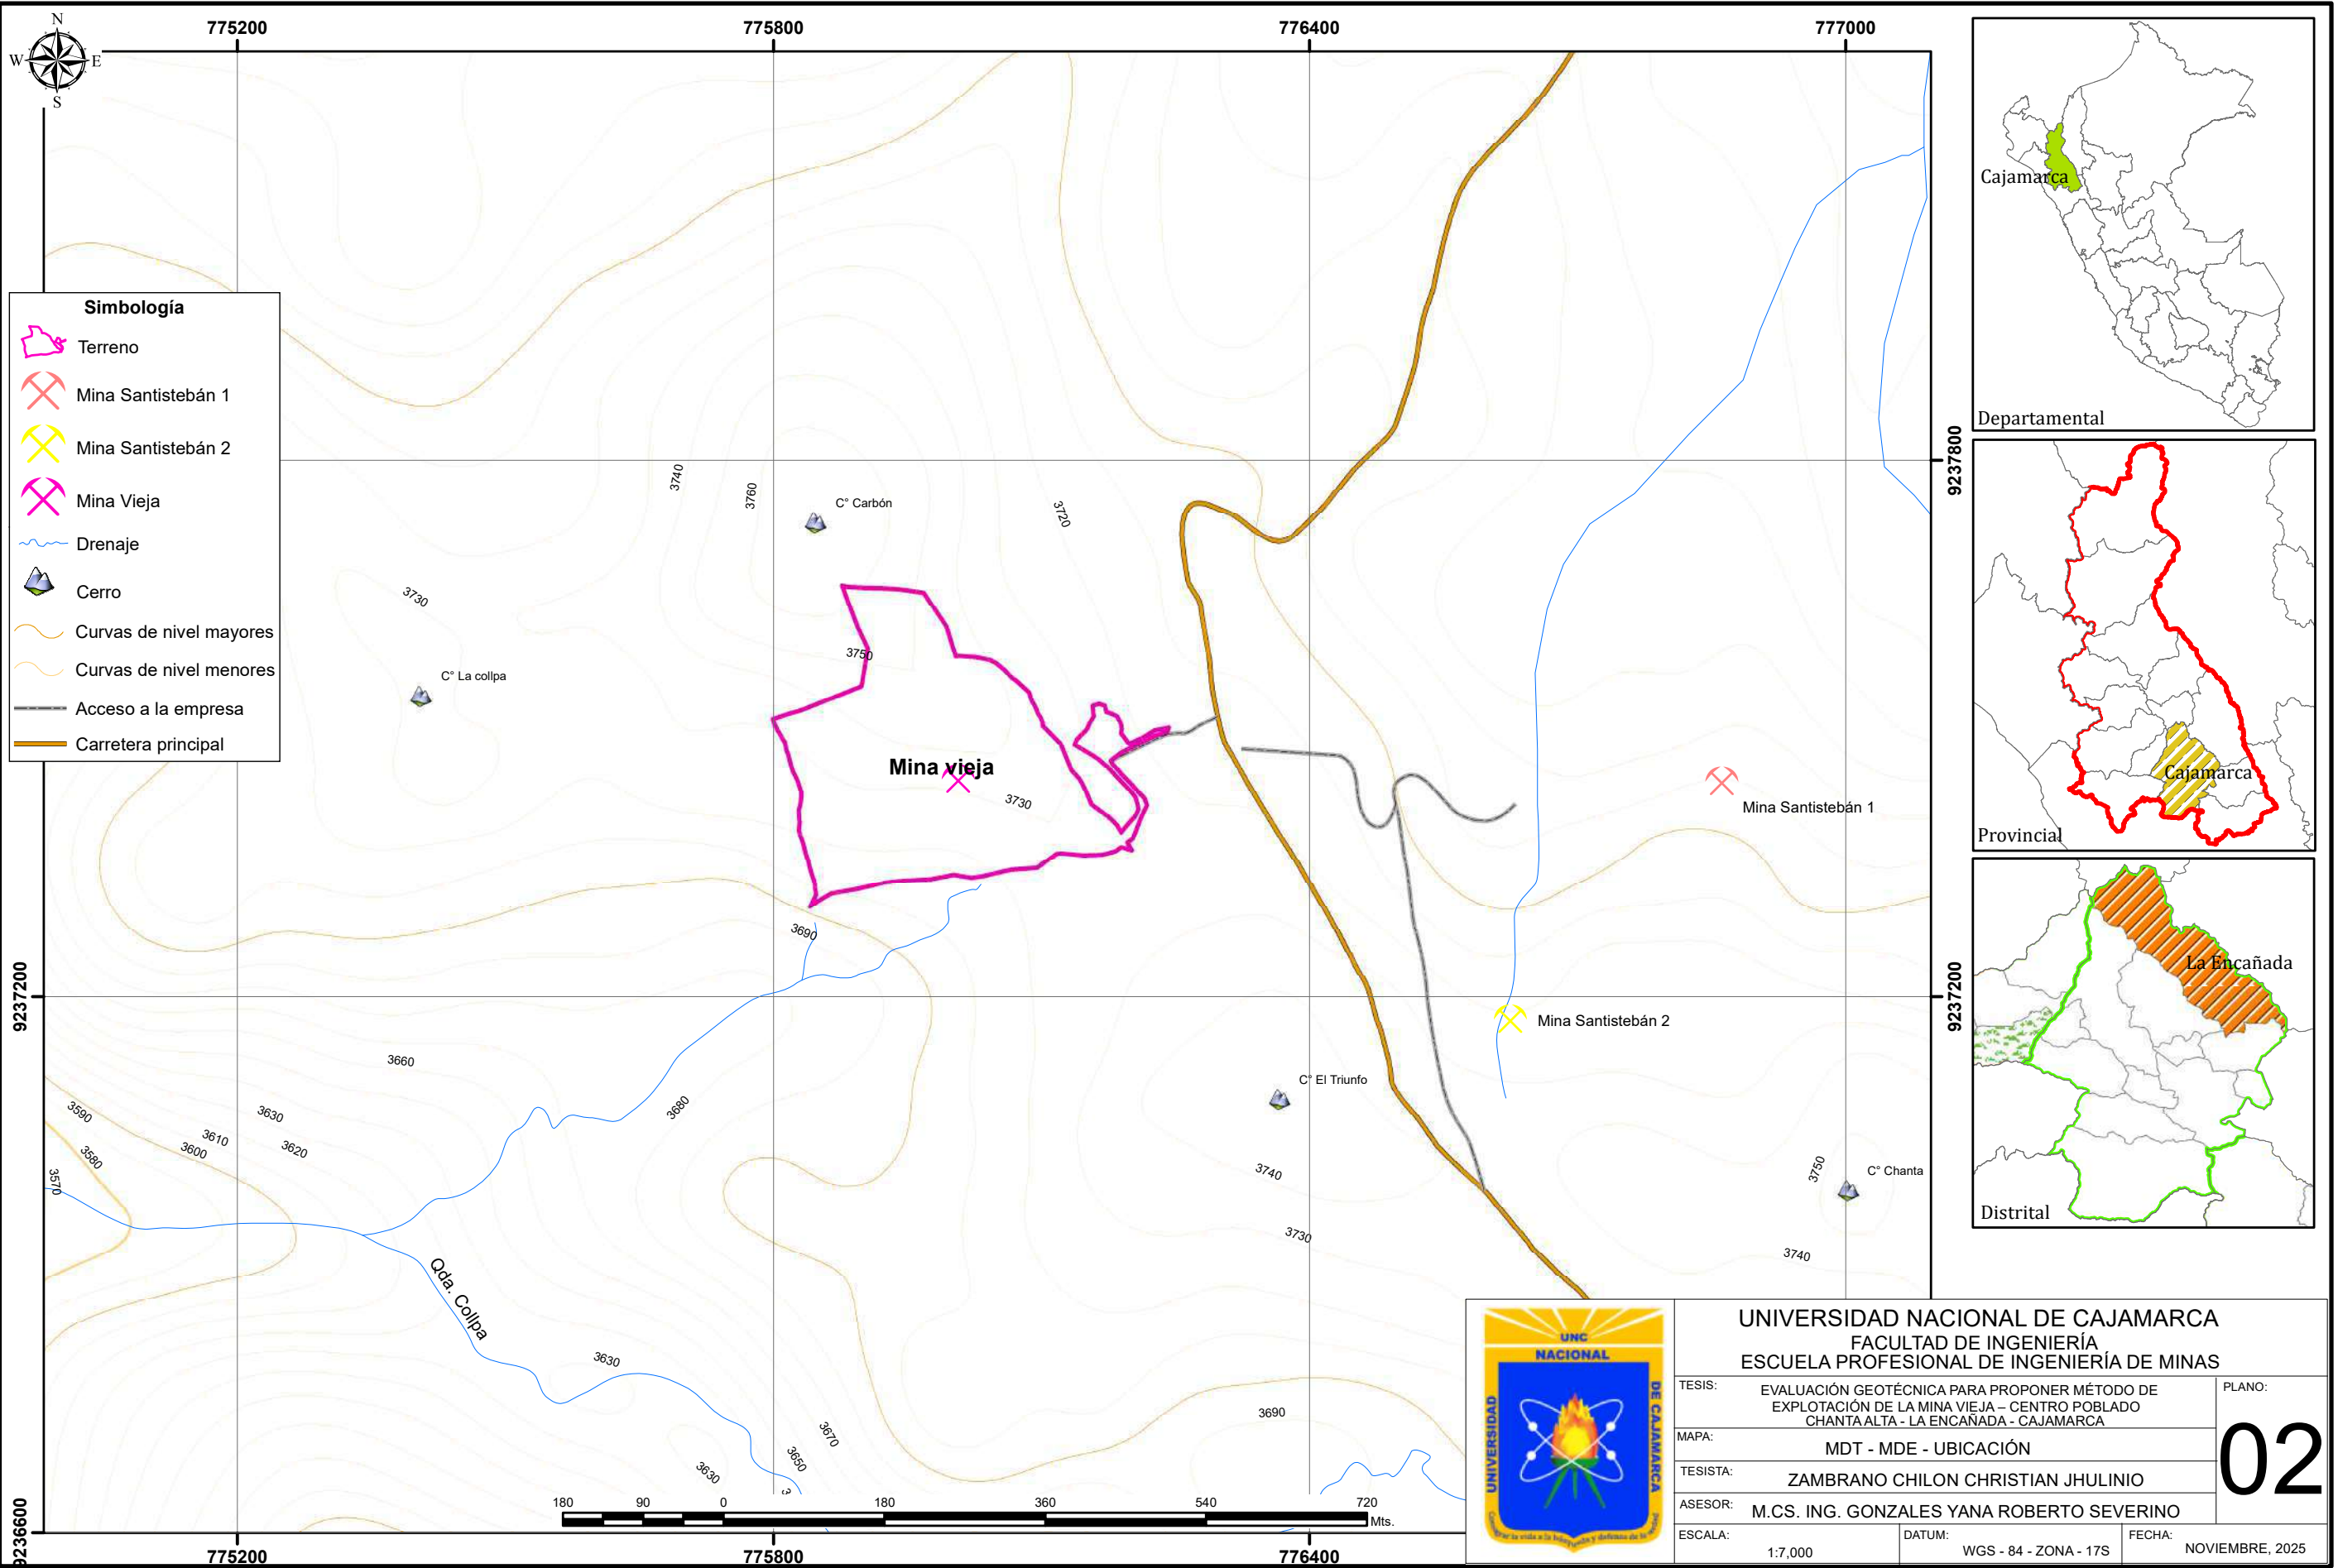 N
W E
S
775200 775800 776400 777000
Simbología
Terreno
Mina Santistebán 1
Mina Santistebán 2
Mina Vieja
Drenaje
Cerro
Curvas de nivel mayores
Curvas de nivel menores
Acceso a la empresa
Carretera principal
3740
3760
C° Carbón
3720
3730
C° La collpa
3750
Mina vieja
3730
Mina Santistebán 1
3690
Mina Santistebán 2
3660
3680
C° El Triunfo
3590
3630
3610
3600
3620
3580
3570
3740
3730
3750
C° Chanta
3740
Qda. Collpa
3630
3690
3670
3650
3630
3
9237800
9237200
9237200
9236600
180 90 0 180 360 540 720
Mts.
775200 775800 776400
Cajamarca
Departamental
Cajamarca
Provincial
La Encañada
Distrital
UNC
NACIONAL
UNIVERSIDAD
DE CAJAMARCA
UNIVERSIDAD NACIONAL DE CAJAMARCA
FACULTAD DE INGENIERÍA
ESCUELA PROFESIONAL DE INGENIERÍA DE MINAS
TESIS: EVALUACIÓN GEOTÉCNICA PARA PROPONER MÉTODO DE
EXPLOTACIÓN DE LA MINA VIEJA – CENTRO POBLADO
CHANTA ALTA - LA ENCAÑADA - CAJAMARCA
PLANO:
02
MAPA: MDT - MDE - UBICACIÓN
TESISTA: ZAMBRANO CHILON CHRISTIAN JHULINIO
ASESOR: M.CS. ING. GONZALES YANA ROBERTO SEVERINO
ESCALA: 1:7,000
DATUM: WGS - 84 - ZONA - 17S
FECHA: NOVIEMBRE, 2025